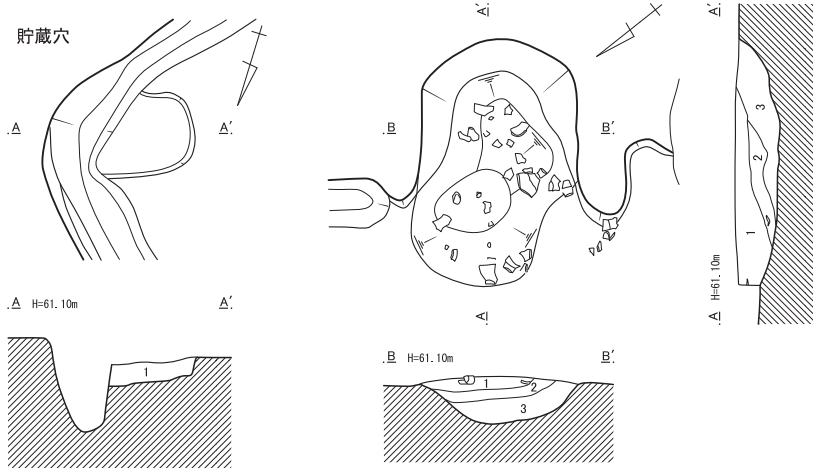 貯蔵穴
A A′
A H=61.10m A′
1
A′
B B′
A
B H=61.10m B′
1 2
3
A′
3
2
1
H=61.10m
A